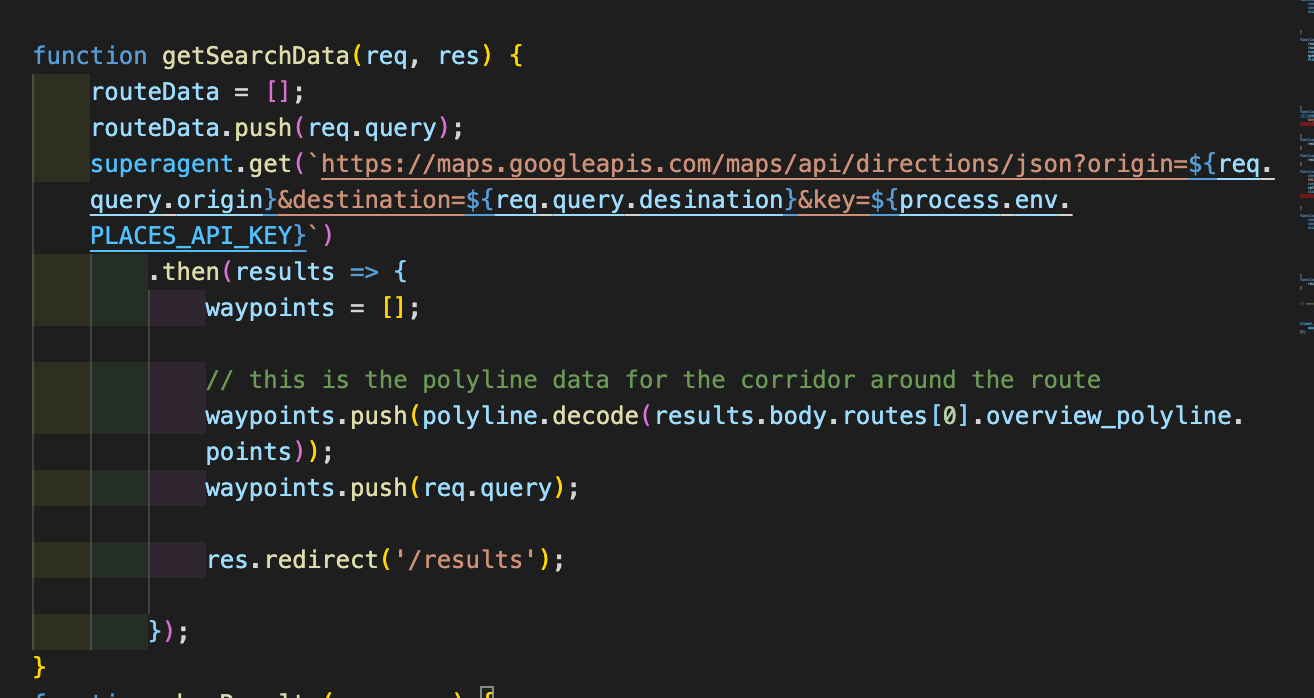 function getSearchData(req, res) {
routeData = [];
routeData.push(req.query);
superagent.get(`https://maps.googleapis.com/maps/api/directions/json?origin=${req.
query.origin}&destination=${req.query.desination}&key=${process.env.
PLACES_API_KEY}`)
.then(results => {
waypoints = [];
// this is the polyline data for the corridor around the route
waypoints.push(polyline.decode(results.body.routes[0].overview_polyline.
points));
waypoints.push(req.query);
res.redirect('/results');
});
}